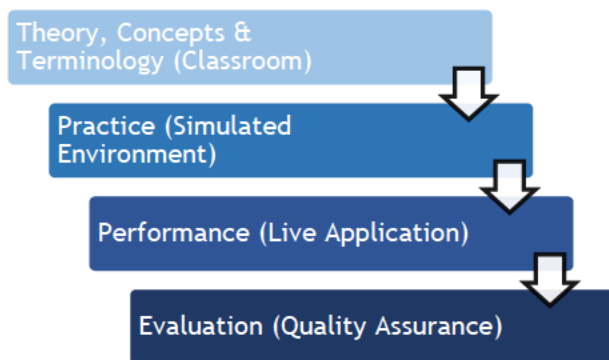 Theory, Concepts &
Terminology (Classroom)
Practice (Simulated
Environment)
Performance (Live Application)
Evaluation (Quality Assurance)